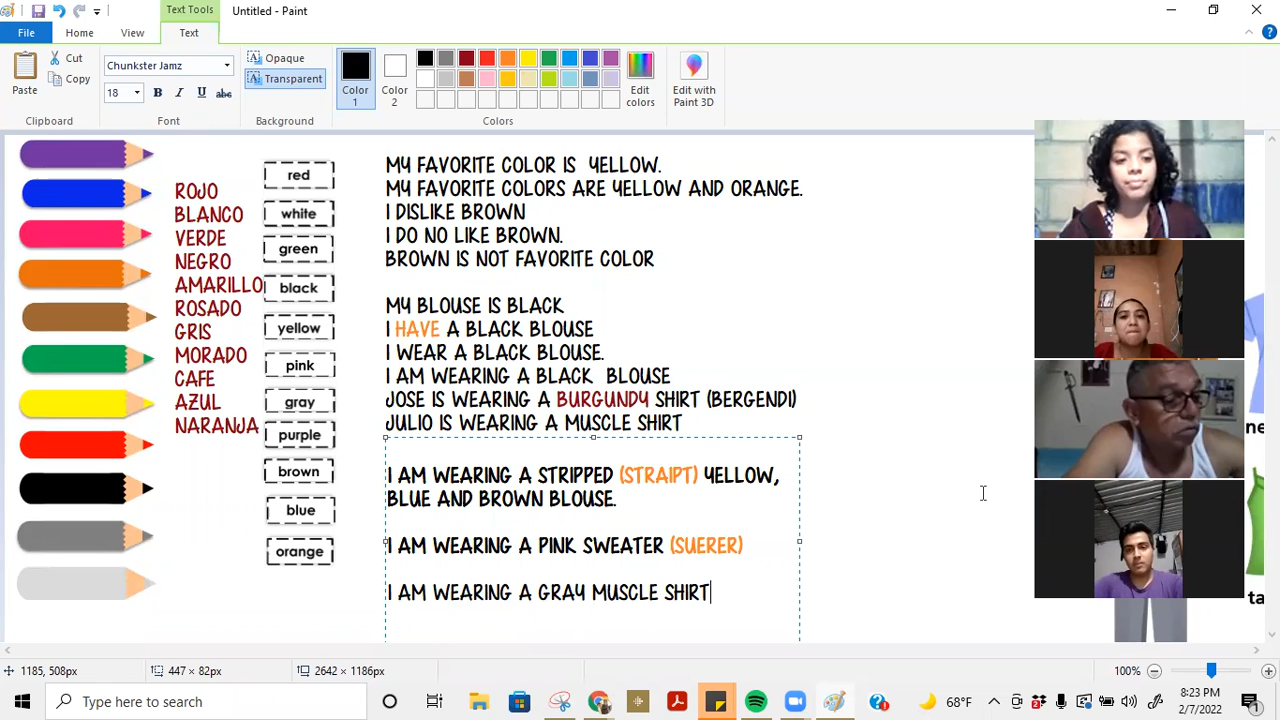 Text Tools
Untitled - Paint
File
Home
View
Text
Paste
Cut
Copy
Clipboard
Chunkster Jamz
18
B
I
U
abc
Font
Opaque
Transparent
Background
Color 1
Color 2
Edit colors
Colors
Edit with Paint 3D
ROJO
BLANCO
VERDE
NEGRO
AMARILLO
ROSADO
GRIS
MORADO
CAFE
AZUL
NARANJA
red
white
green
black
yellow
pink
gray
purple
brown
blue
orange
MY FAVORITE COLOR IS YELLOW.
MY FAVORITE COLORS ARE YELLOW AND ORANGE.
I DISLIKE BROWN
I DO NO LIKE BROWN.
BROWN IS NOT FAVORITE COLOR
MY BLOUSE IS BLACK
I HAVE A BLACK BLOUSE
I WEAR A BLACK BLOUSE.
I AM WEARING A BLACK BLOUSE
JOSE IS WEARING A BURGUNDY SHIRT (BERGENDI)
JULIO IS WEARING A MUSCLE SHIRT
I AM WEARING A STRIPPED (STRAIPT) YELLOW,
BLUE AND BROWN BLOUSE.
I AM WEARING A PINK SWEATER (SUERER)
I AM WEARING A GRAY MUSCLE SHIRT
ne
ta
1185, 508px
447 × 82px
2642 × 1186px
100%
Type here to search
68°F
8:23 PM
2/7/2022